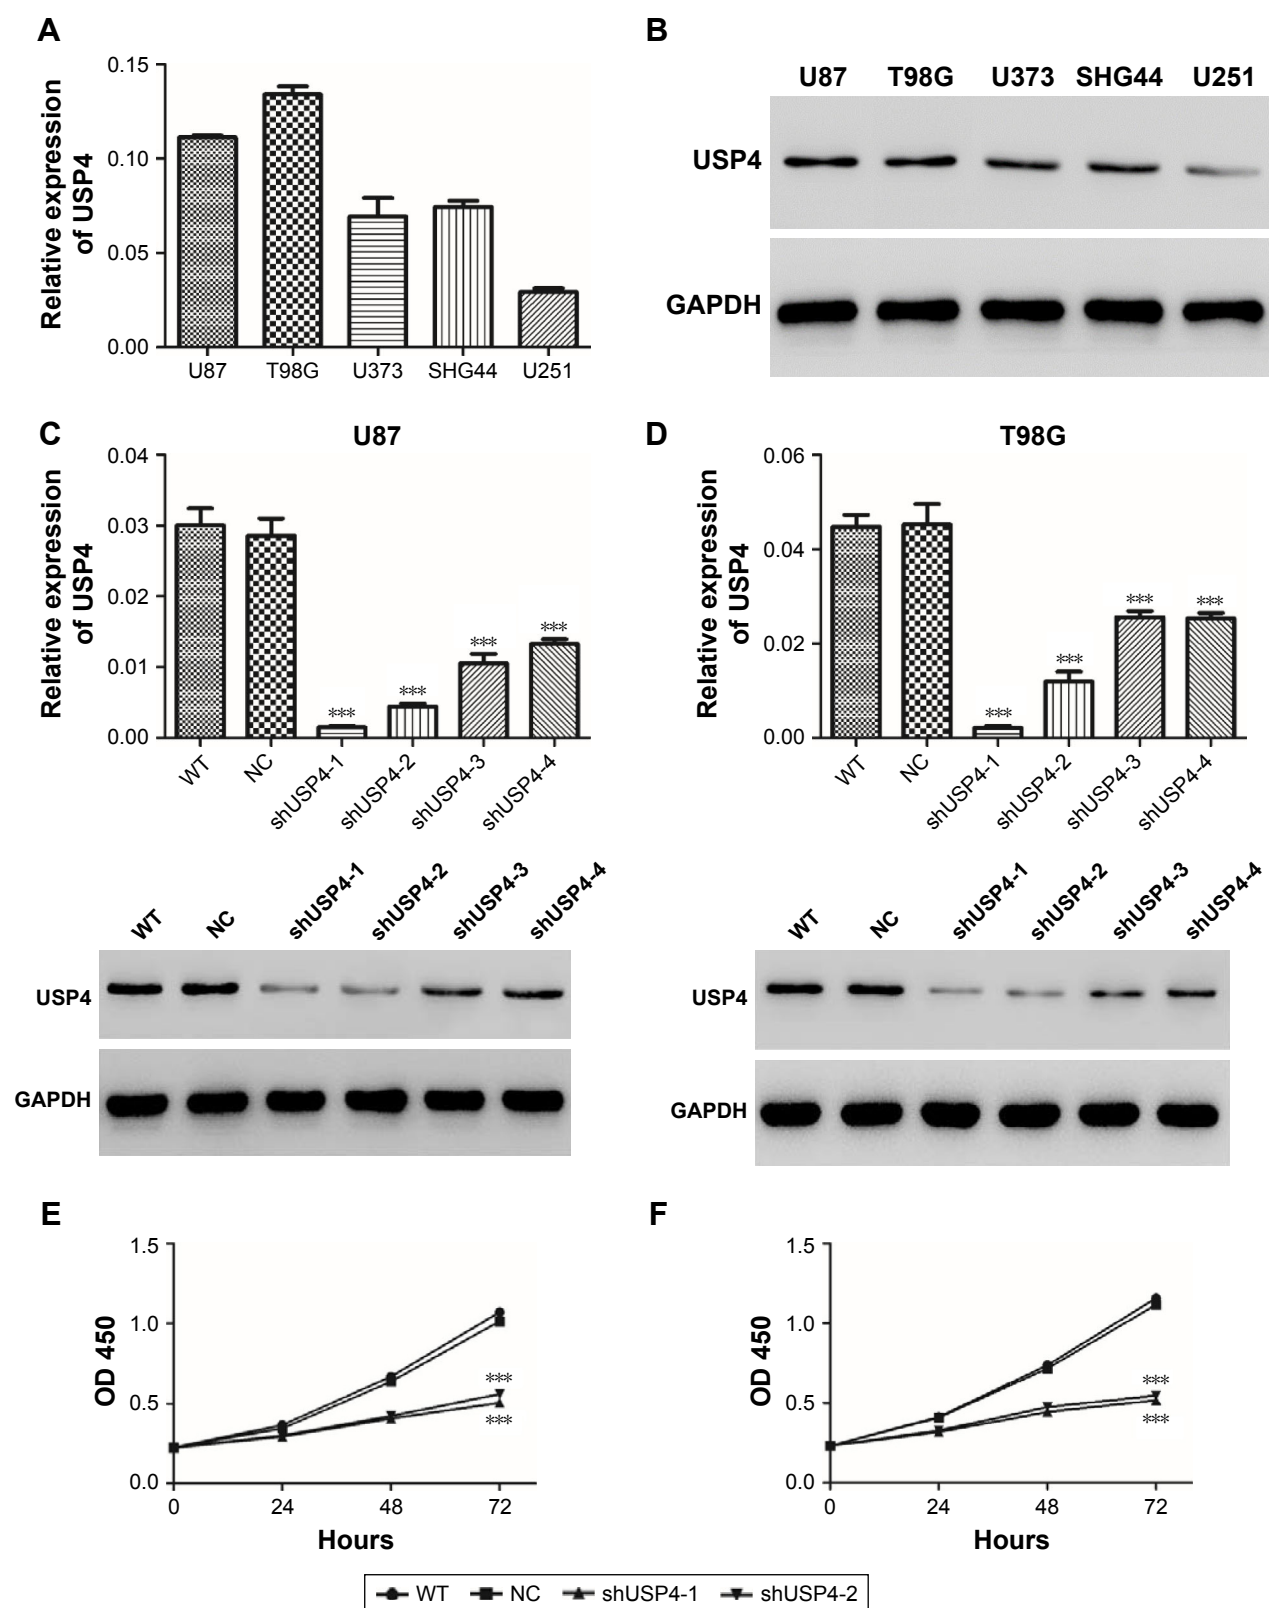 A
Relative expression
of USP4
0.15
0.10
0.05
0.00
U87 T98G U373 SHG44 U251
B
U87 T98G U373 SHG44 U251
USP4
GAPDH
C
U87
Relative expression
of USP4
0.04
0.03
0.02
0.01
0.00
*** *** *** ***
WT NC shUSP4-1 shUSP4-2 shUSP4-3 shUSP4-4
WT NC shUSP4-1 shUSP4-2 shUSP4-3 shUSP4-4
USP4
GAPDH
D
T98G
Relative expression
of USP4
0.06
0.04
0.02
0.00
*** *** *** ***
WT NC shUSP4-1 shUSP4-2 shUSP4-3 shUSP4-4
WT NC shUSP4-1 shUSP4-2 shUSP4-3 shUSP4-4
USP4
GAPDH
E
OD 450
1.5
1.0
0.5
0.0
***
***
0 24 48 72
Hours
F
OD 450
1.5
1.0
0.5
0.0
***
***
0 24 48 72
Hours
WT NC shUSP4-1 shUSP4-2